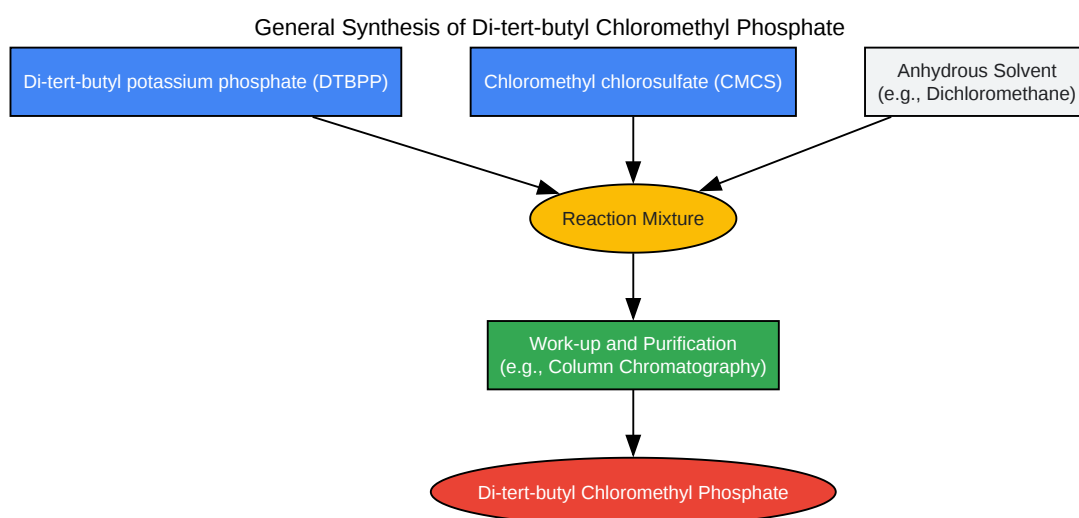 General Synthesis of Di-tert-butyl Chloromethyl Phosphate
Di-tert-butyl potassium phosphate (DTBPP)
Chloromethyl chlorosulfate (CMCS)
Anhydrous Solvent
(e.g., Dichloromethane)
Reaction Mixture
Work-up and Purification
(e.g., Column Chromatography)
Di-tert-butyl Chloromethyl Phosphate